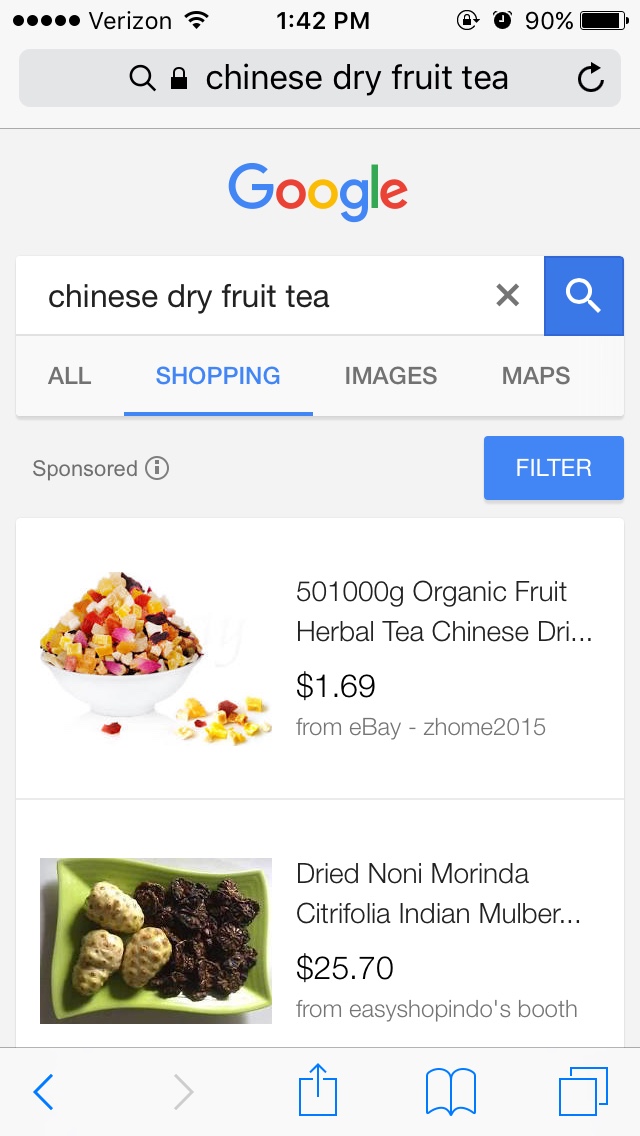 Verizon 1:42 PM 90%
chinese dry fruit tea
Google
chinese dry fruit tea
ALL SHOPPING IMAGES MAPS
Sponsored FILTER
501000g Organic Fruit
Herbal Tea Chinese Dri...
$1.69
from eBay - zhome2015
Dried Noni Morinda
Citrifolia Indian Mulber...
$25.70
from easyshopindo's booth